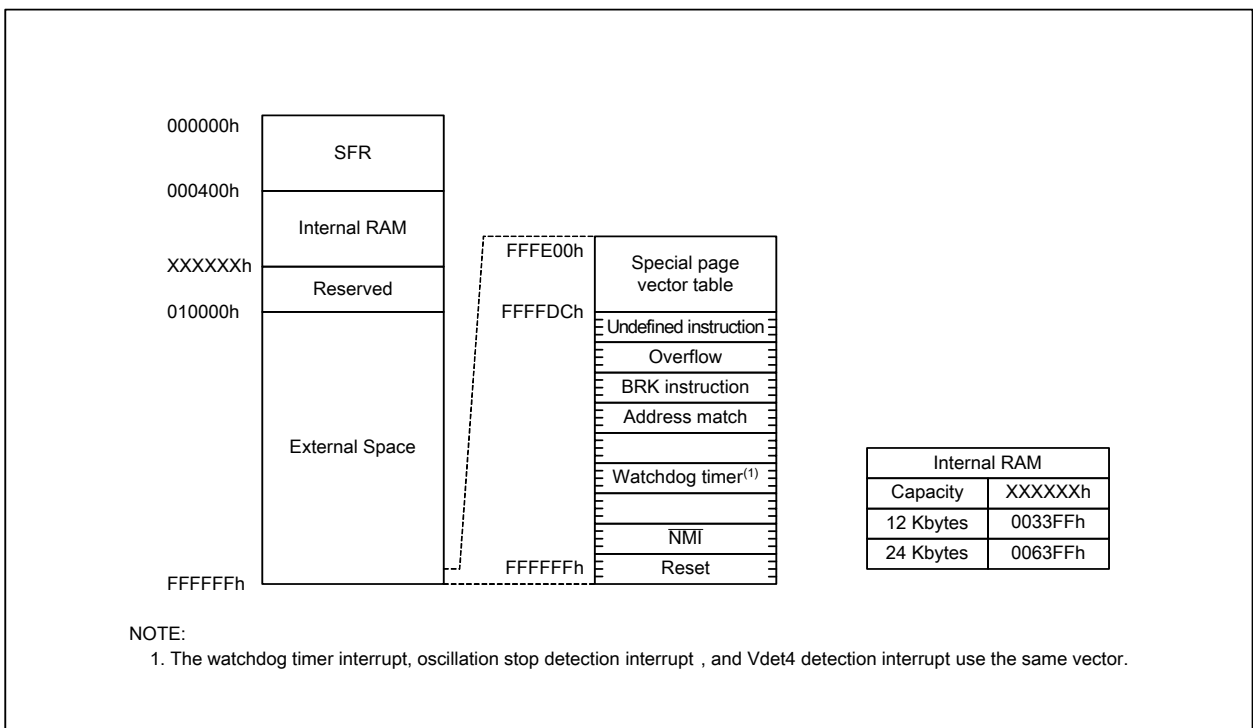 000000h
SFR
000400h
Internal RAM
XXXXXXh
Reserved
010000h
External Space
FFFFFFh
FFFE00h
Special page
vector table
FFFFDCh
Undefined instruction
Overflow
BRK instruction
Address match
Watchdog timer(1)
NMI
FFFFFFh
Reset
Internal RAM
Capacity XXXXXXh
12 Kbytes 0033FFh
24 Kbytes 0063FFh
NOTE:
1. The watchdog timer interrupt, oscillation stop detection interrupt , and Vdet4 detection interrupt use the same vector.